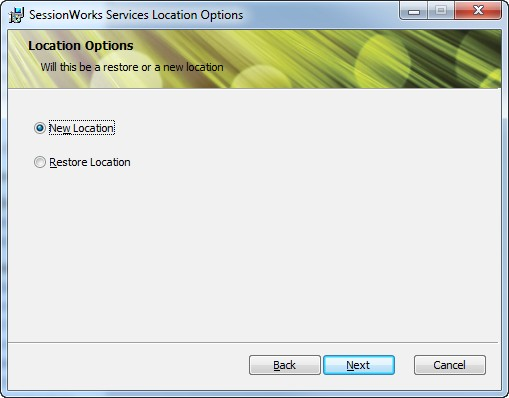 SessionWorks Services Location Options
Location Options
Will this be a restore or a new location
New Location
Restore Location
Back Next Cancel